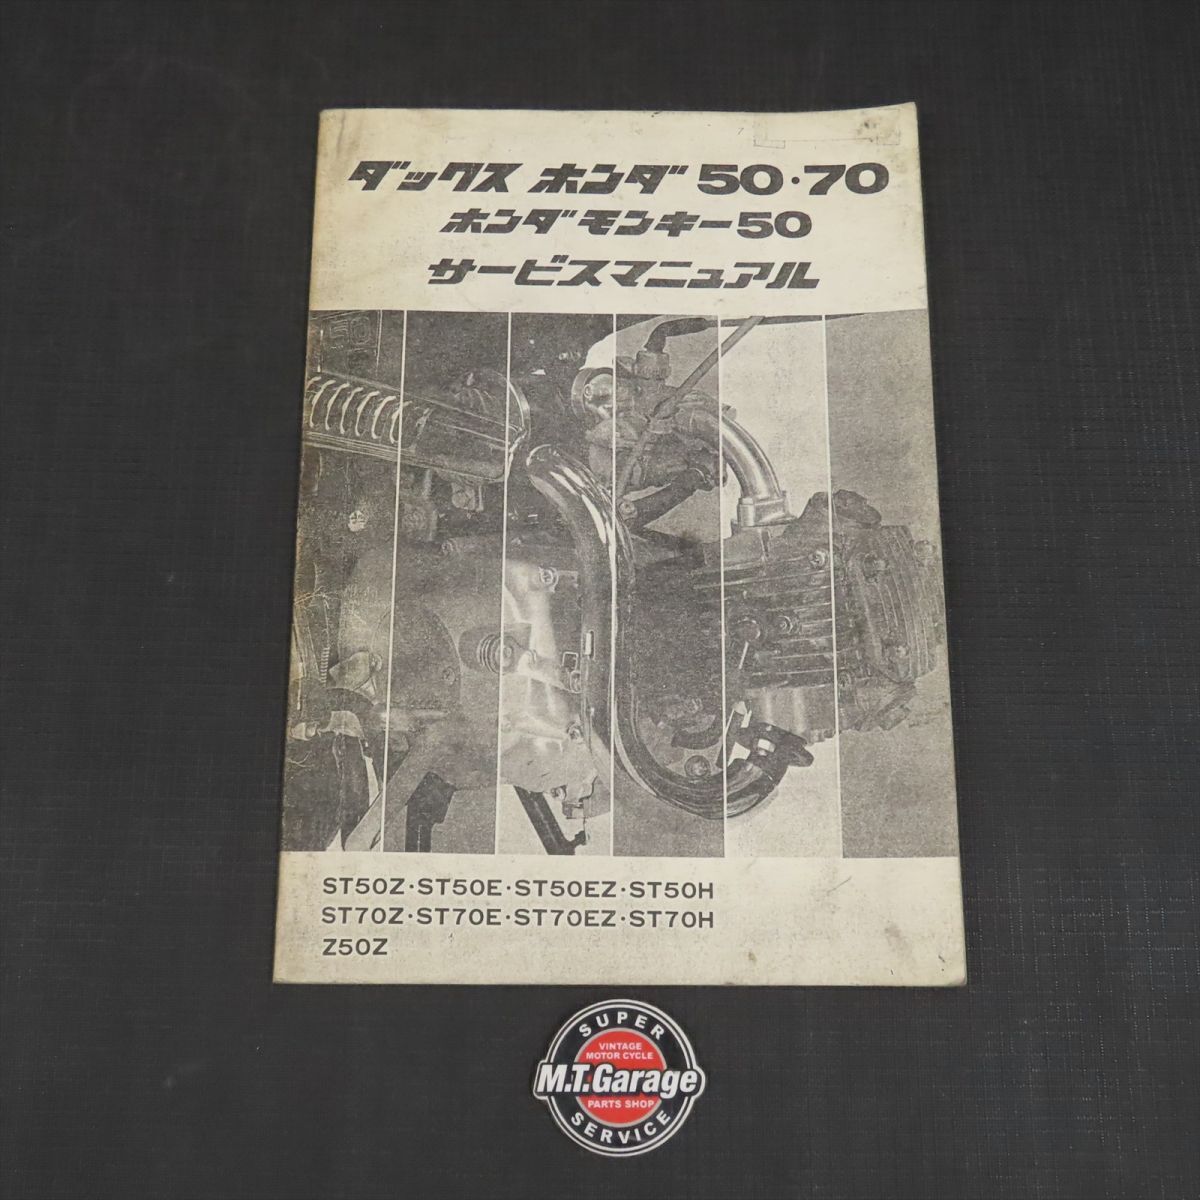 ダックス ホンダ 50・70
ホンダモンキー50
サービスマニュアル
ST50Z・ST50E・ST50EZ・ST50H
ST70Z・ST70E・ST70EZ・ST70H
Z50Z
SUPER
VINTAGE
MOTOR CYCLE
M.T.Garage
PARTS SHOP
SERVICE